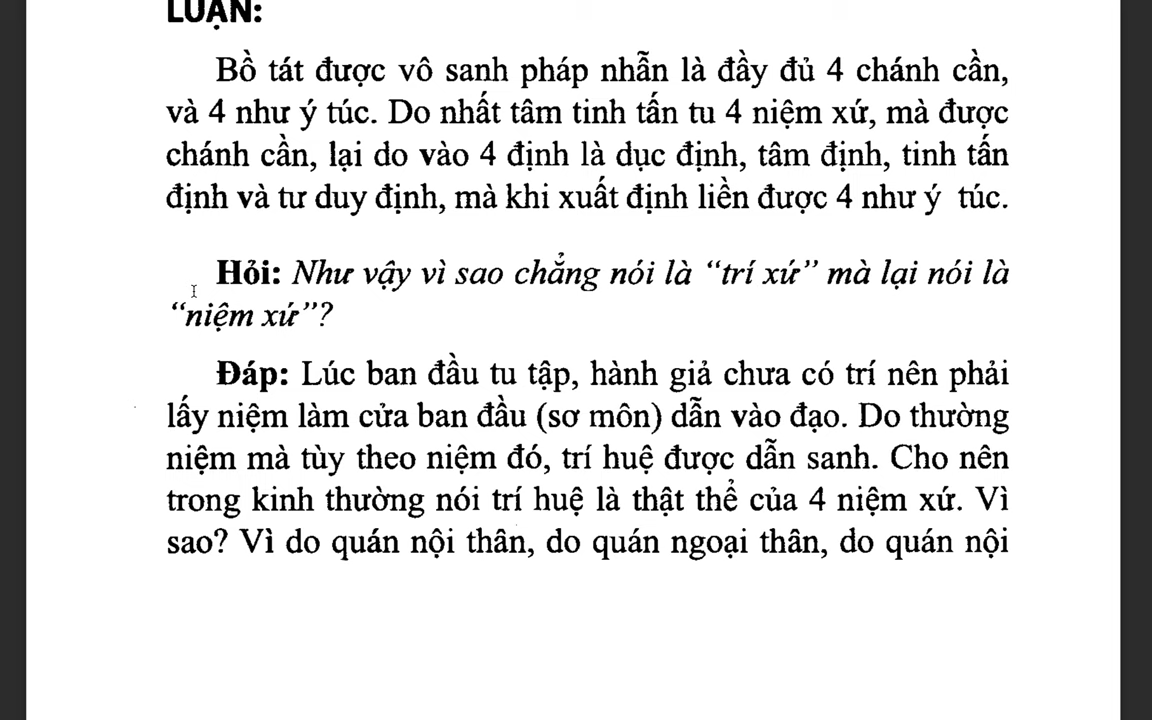 LUẬN:
Bồ tát được vô sanh pháp nhẫn là đầy đủ 4 chánh cần,
và 4 như ý túc. Do nhất tâm tinh tấn tu 4 niệm xứ, mà được
chánh cần, lại do vào 4 định là dục định, tâm định, tinh tấn
định và tư duy định, mà khi xuất định liền được 4 như ý túc.
Hỏi: Như vậy vì sao chẳng nói là “trí xứ” mà lại nói là
“niệm xứ”?
Đáp: Lúc ban đầu tu tập, hành giả chưa có trí nên phải
lấy niệm làm cửa ban đầu (sơ môn) dẫn vào đạo. Do thường
niệm mà tùy theo niệm đó, trí huệ được dẫn sanh. Cho nên
trong kinh thường nói trí huệ là thật thể của 4 niệm xứ. Vì
sao? Vì do quán nội thân, do quán ngoại thân, do quán nội